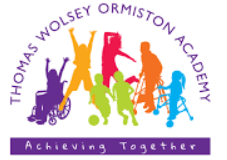 THOMAS WOLSEY ORMISTON ACADEMY
Achieving Together